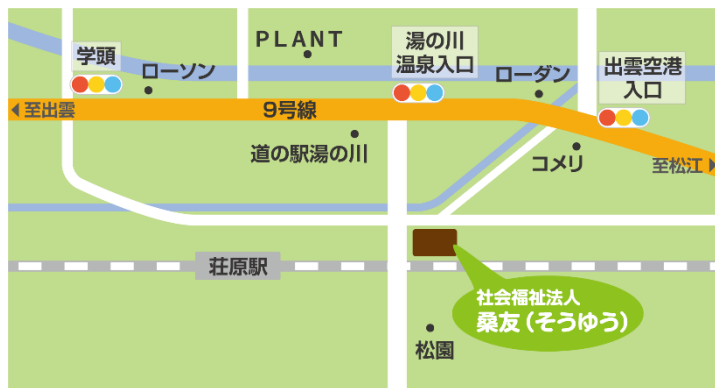 学頭
ローソン
PLANT
湯の川
温泉入口
ローダン
出雲空港
入口
至出雲
9号線
道の駅湯の川
コメリ
至松江
荘原駅
社会福祉法人
桑友(そうゆう)
松園